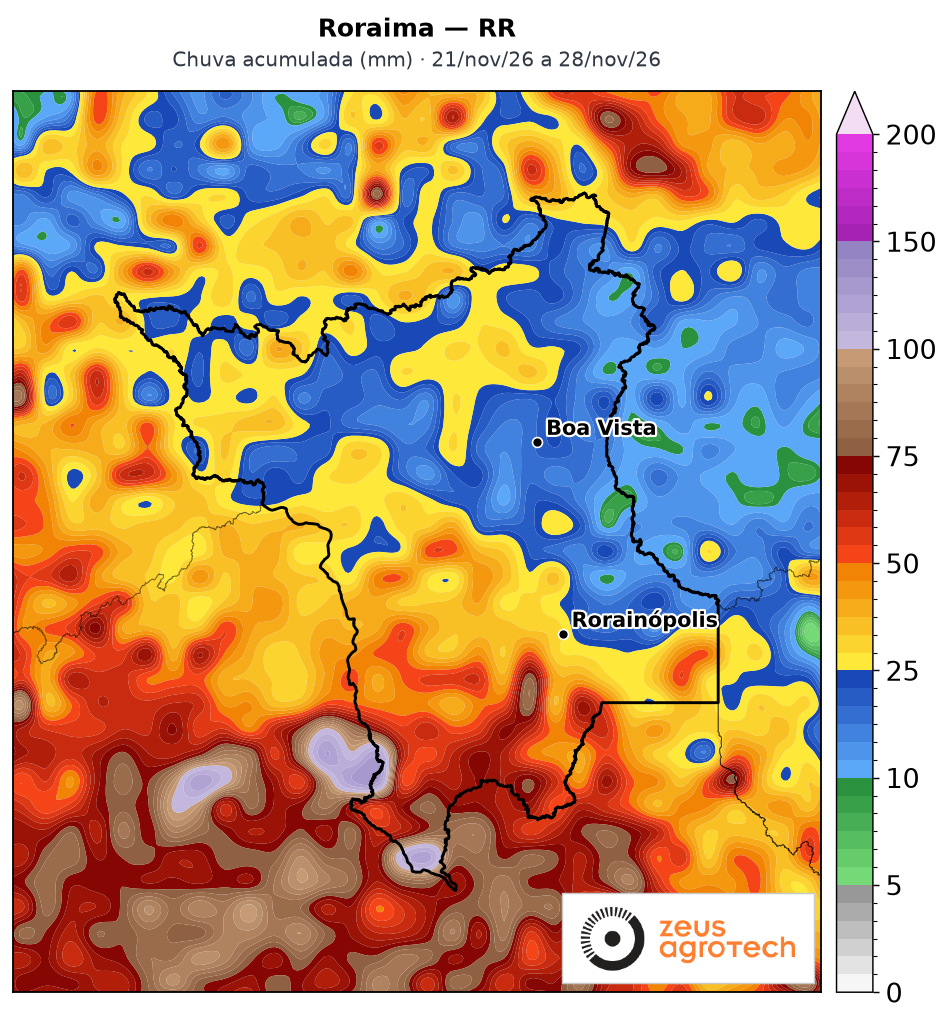 Roraima — RR
Chuva acumulada (mm) · 21/nov/26 a 28/nov/26
200
150
100
75
50
25
10
5
0
Boa Vista
Rorainópolis
zeus
agrotech